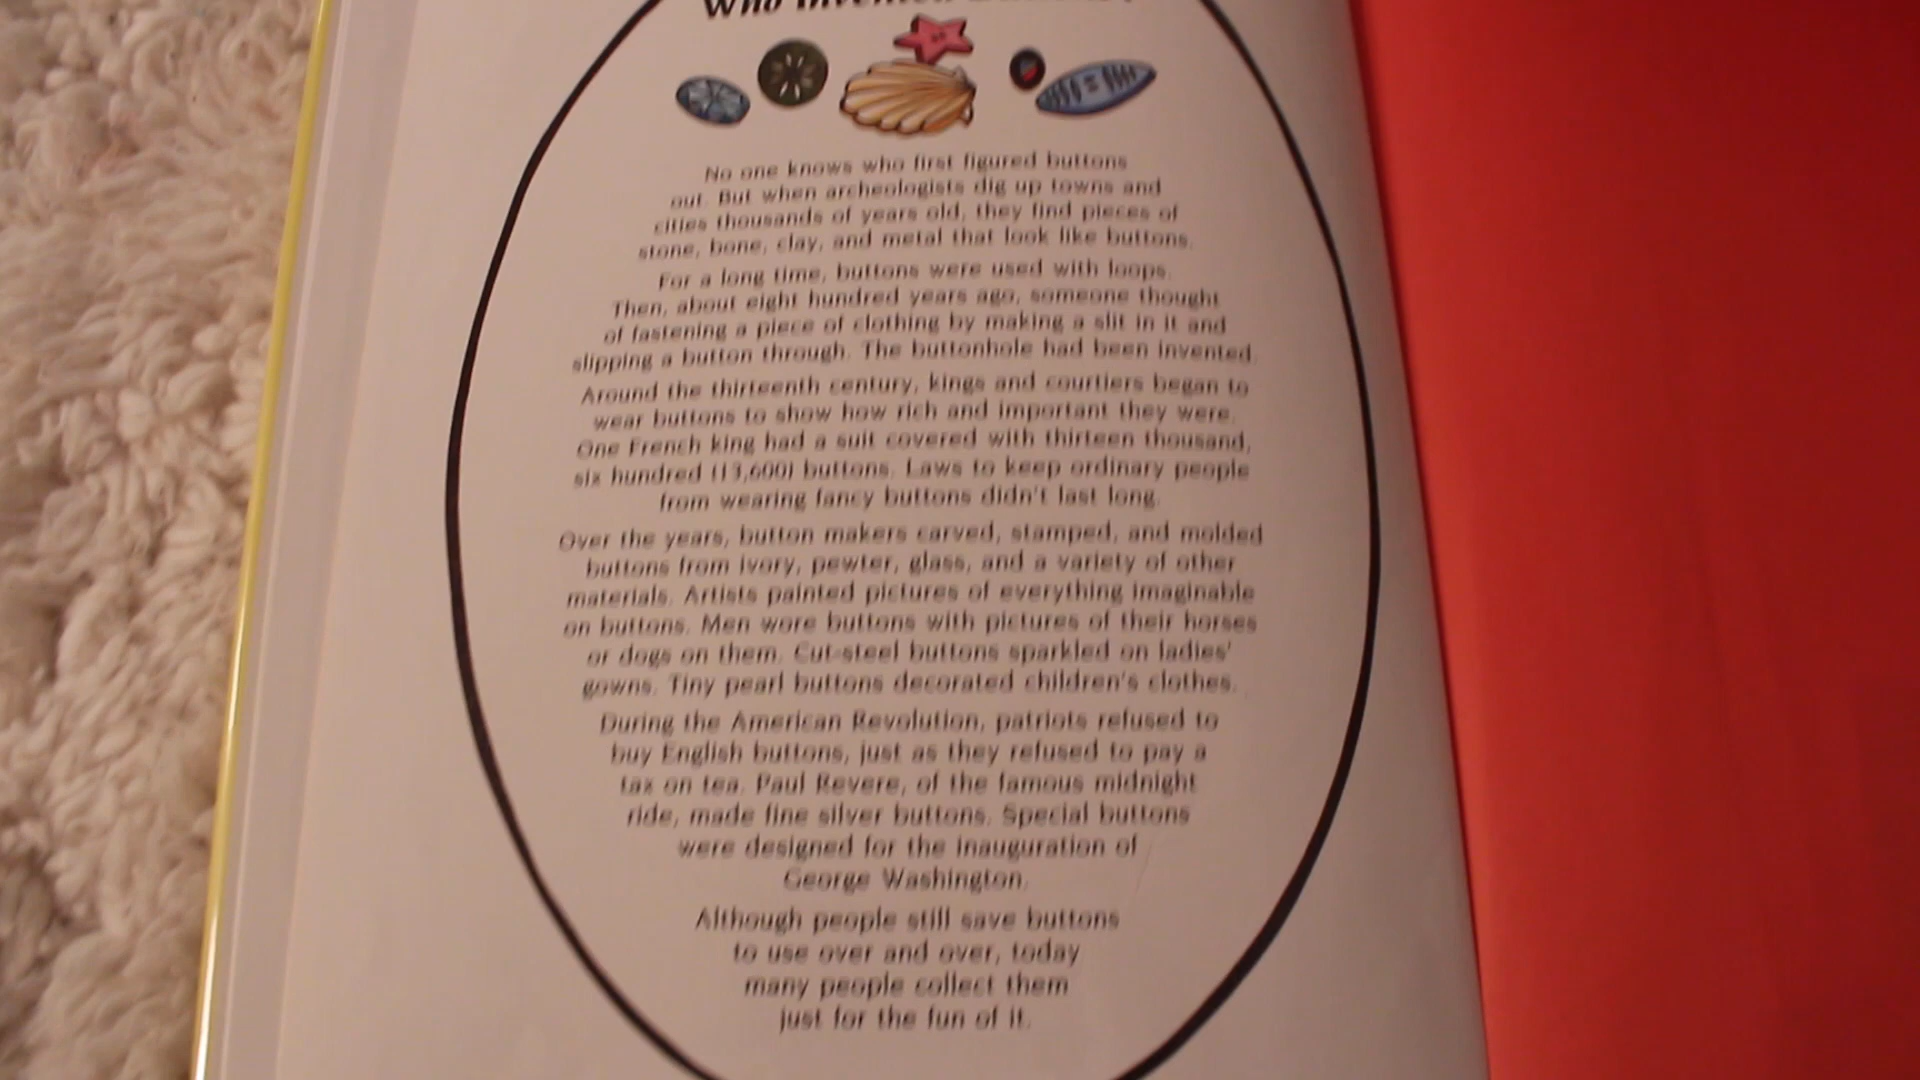 Who Invented Buttons?
No one knows who first figured buttons
out. But when archeologists dig up towns and
cities thousands of years old, they find pieces of
stone, bone, clay, and metal that look like buttons.
For a long time, buttons were used with loops.
Then, about eight hundred years ago, someone thought
of fastening a piece of clothing by making a slit in it and
slipping a button through. The buttonhole had been invented.
Around the thirteenth century, kings and courtiers began to
wear buttons to show how rich and important they were.
One French king had a suit covered with thirteen thousand,
six hundred (13,600) buttons. Laws to keep ordinary people
from wearing fancy buttons didn't last long.
Over the years, button makers carved, stamped, and molded
buttons from ivory, pewter, glass, and a variety of other
materials. Artists painted pictures of everything imaginable
on buttons. Men wore buttons with pictures of their horses
or dogs on them. Cut-steel buttons sparkled on ladies'
gowns. Tiny pearl buttons decorated children's clothes.
During the American Revolution, patriots refused to
buy English buttons, just as they refused to pay a
tax on tea. Paul Revere, of the famous midnight
ride, made fine silver buttons. Special buttons
were designed for the inauguration of
George Washington.
Although people still save buttons
to use over and over, today
many people collect them
just for the fun of it.